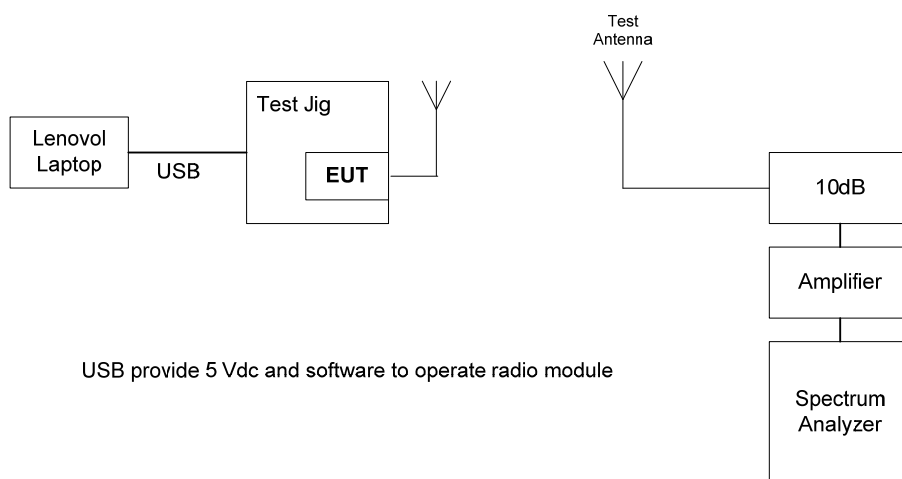 Test
Antenna
Test Jig
Lenovol
Laptop
USB
EUT
10dB
Amplifier
USB provide 5 Vdc and software to operate radio module
Spectrum
Analyzer